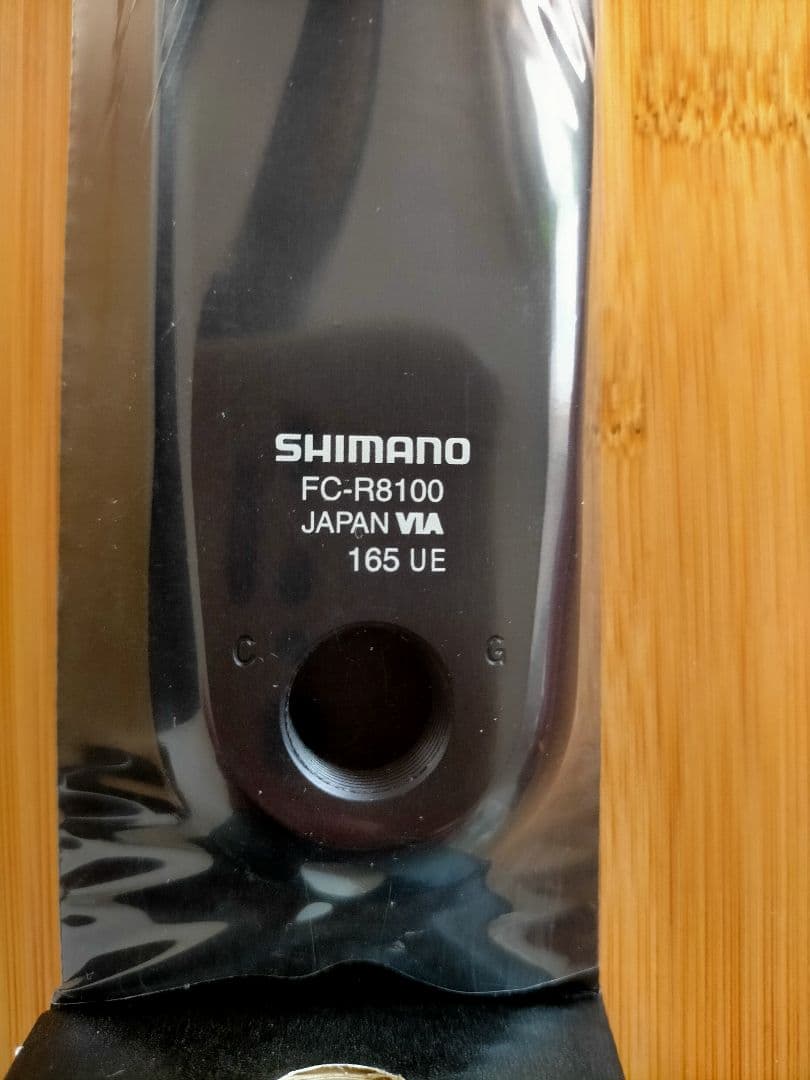 SHIMANO
FC-R8100
JAPAN VIA
165 UE
C G